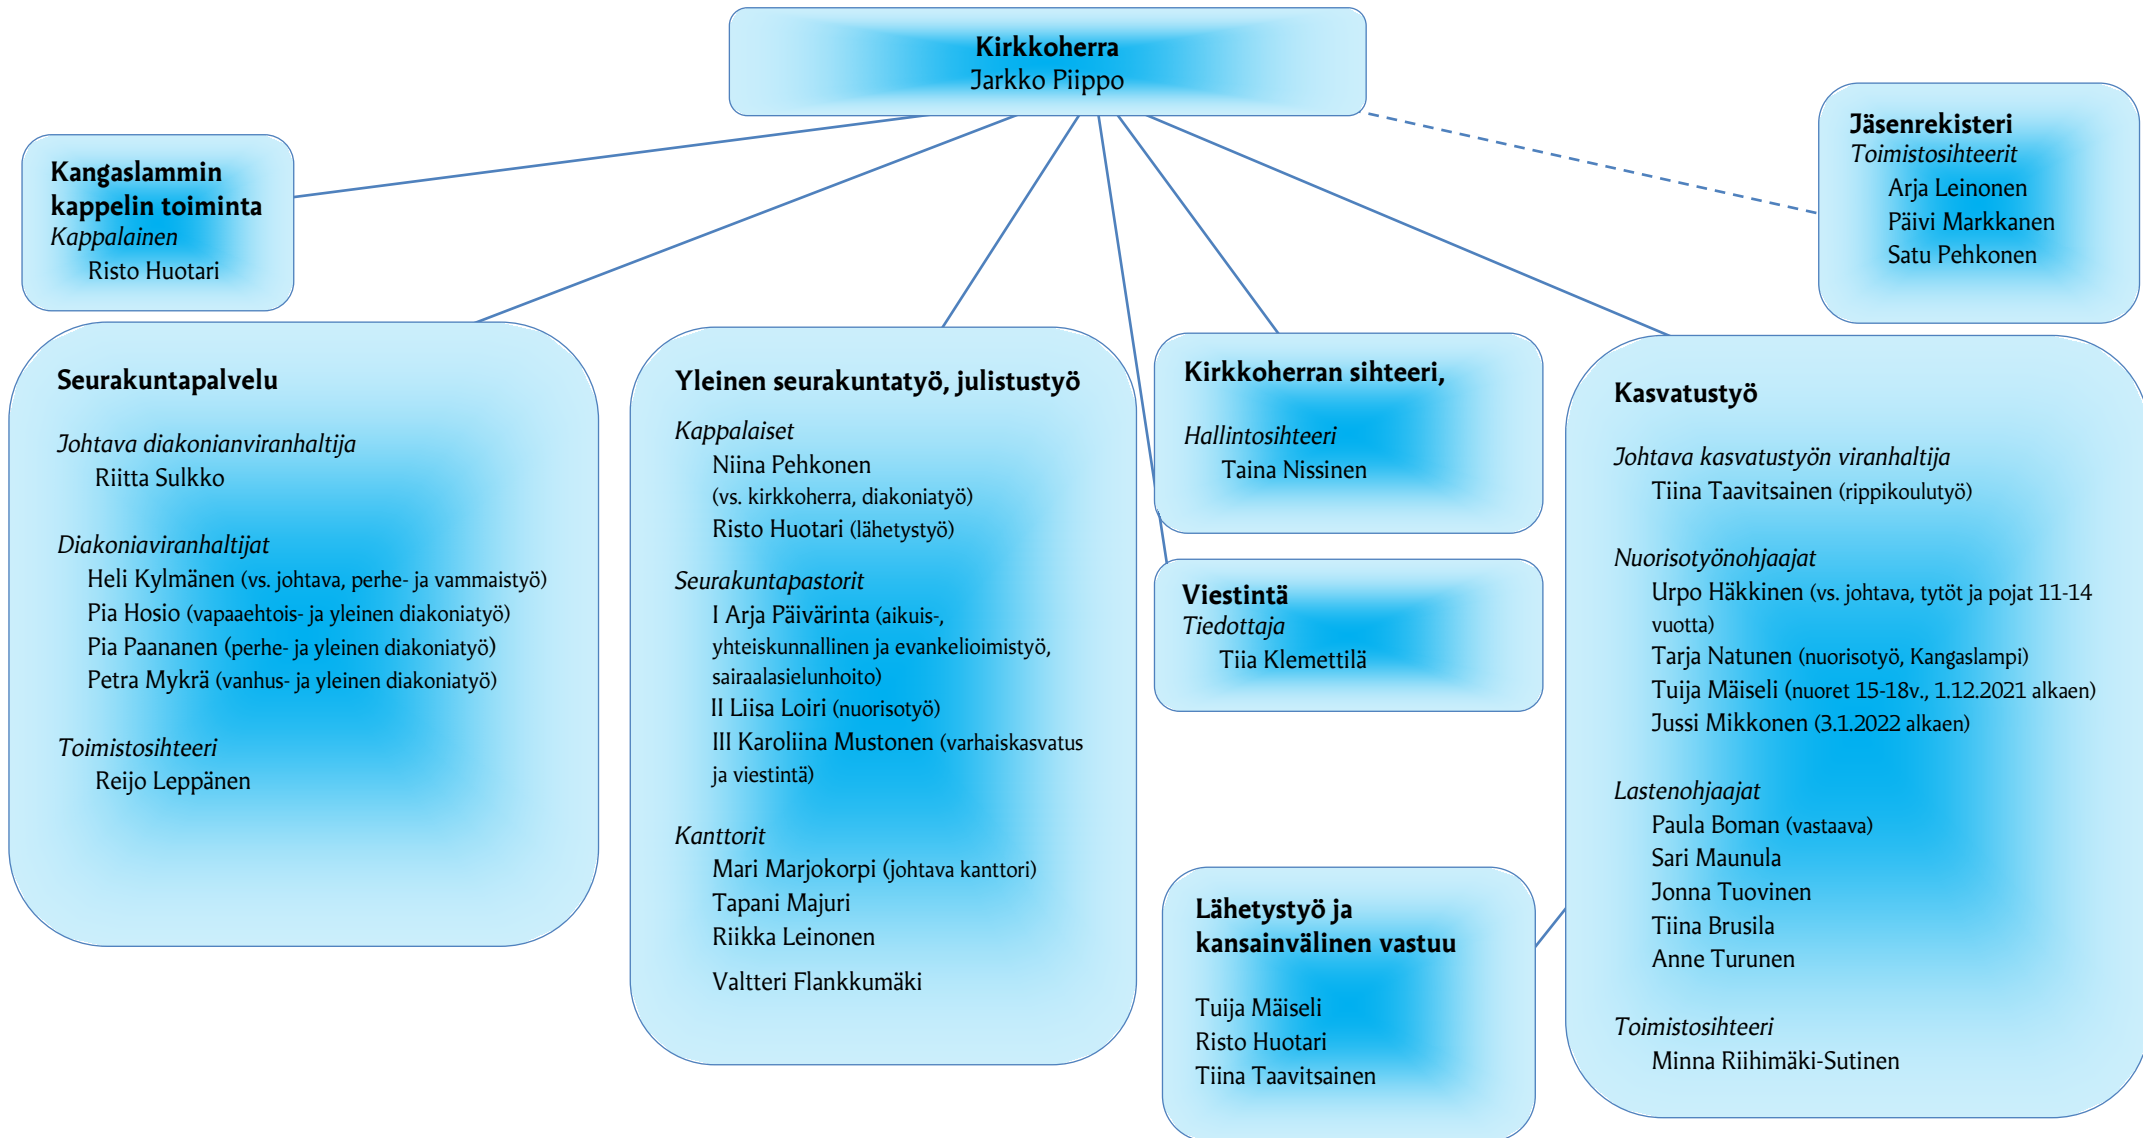 Kirkkoherra
Jarkko Piippo
Kangaslammin
kappelin toiminta
Kappalainen
Risto Huotari
Jäsenrekisteri
Toimistosihteerit
Arja Leinonen
Päivi Markkanen
Satu Pehkonen
Seurakuntapalvelu
Johtava diakonianviranhaltija
Riitta Sulkko
Diakoniaviranhaltijat
Heli Kylmänen (vs. johtava, perhe- ja vammaistyö)
Pia Hosio (vapaaehtois- ja yleinen diakoniatyö)
Pia Paananen (perhe- ja yleinen diakoniatyö)
Petra Mykrä (vanhus- ja yleinen diakoniatyö)
Toimistosihteeri
Reijo Leppänen
Yleinen seurakuntatyö, julistustyö
Kappalaiset
Niina Pehkonen
(vs. kirkkoherra, diakoniatyö)
Risto Huotari (lähetystyö)
Seurakuntapastorit
I Arja Päivärinta (aikuis-,
yhteiskunnallinen ja evankelioimistyö,
sairaalasielunhoito)
II Liisa Loiri (nuorisotyö)
III Karoliina Mustonen (varhaiskasvatus
ja viestintä)
Kanttorit
Mari Marjokorpi (johtava kanttori)
Tapani Majuri
Riikka Leinonen
Valtteri Flankkumäki
Kirkkoherran sihteeri,
Hallintosihteeri
Taina Nissinen
Viestintä
Tiedottaja
Tiia Klemettilä
Lähetystyö ja
kansainvälinen vastuu
Tuija Mäiseli
Risto Huotari
Tiina Taavitsainen
Kasvatustyö
Johtava kasvatustyön viranhaltija
Tiina Taavitsainen (rippikoulutyö)
Nuorisotyönohjaajat
Urpo Häkkinen (vs. johtava, tytöt ja pojat 11-14
vuotta)
Tarja Natunen (nuorisotyö, Kangaslampi)
Tuija Mäiseli (nuoret 15-18v., 1.12.2021 alkaen)
Jussi Mikkonen (3.1.2022 alkaen)
Lastenohjaajat
Paula Boman (vastaava)
Sari Maunula
Jonna Tuovinen
Tiina Brusila
Anne Turunen
Toimistosihteeri
Minna Riihimäki-Sutinen